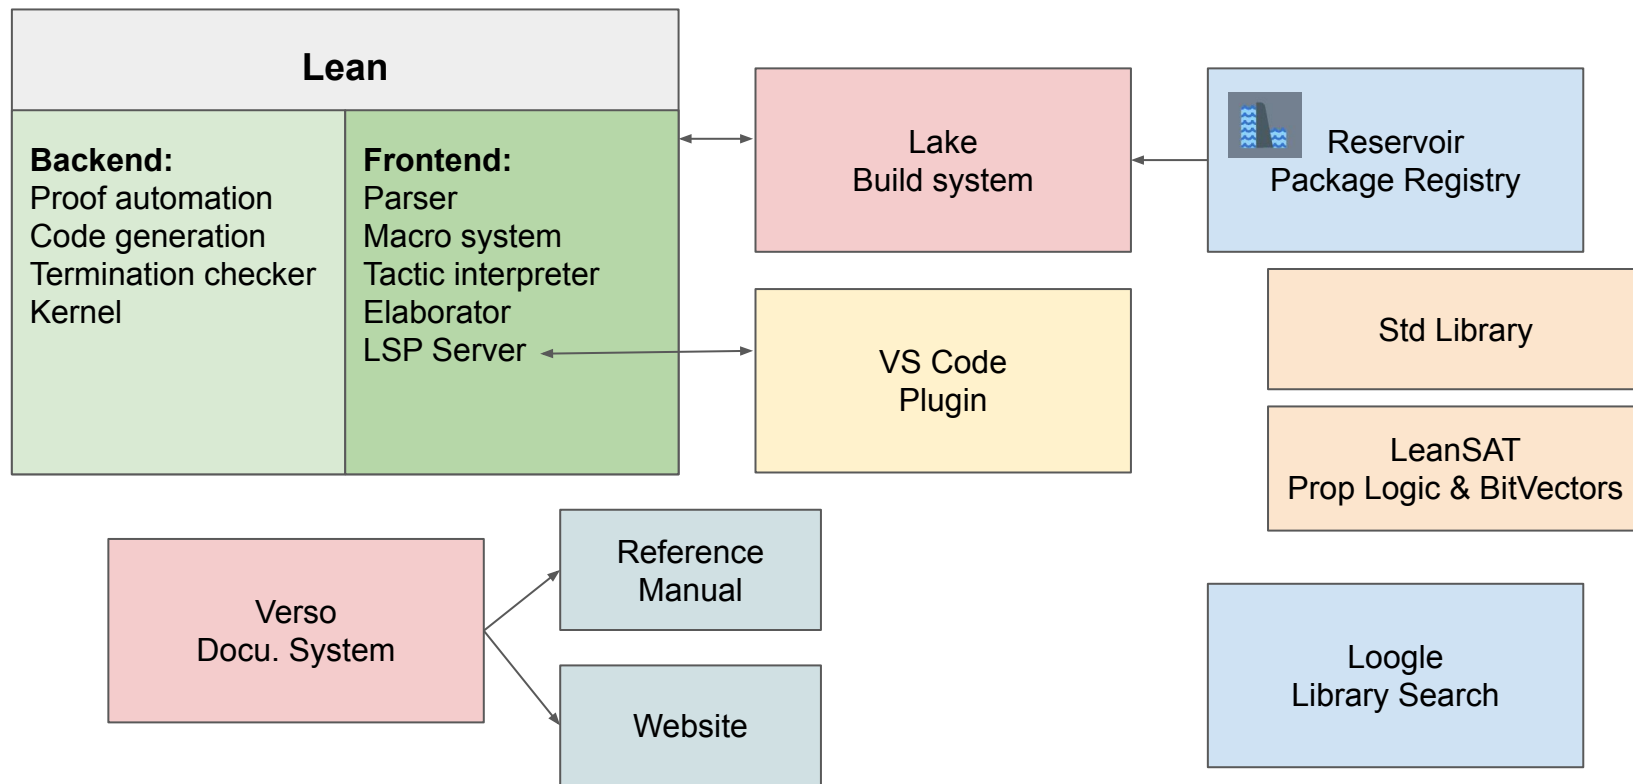 Lean
Backend:
Proof automation
Code generation
Termination checker
Kernel
Frontend:
Parser
Macro system
Tactic interpreter
Elaborator
LSP Server
Lake
Build system
Reservoir
Package Registry
VS Code
Plugin
Std Library
LeanSAT
Prop Logic & BitVectors
Verso
Docu. System
Reference
Manual
Website
Loogle
Library Search